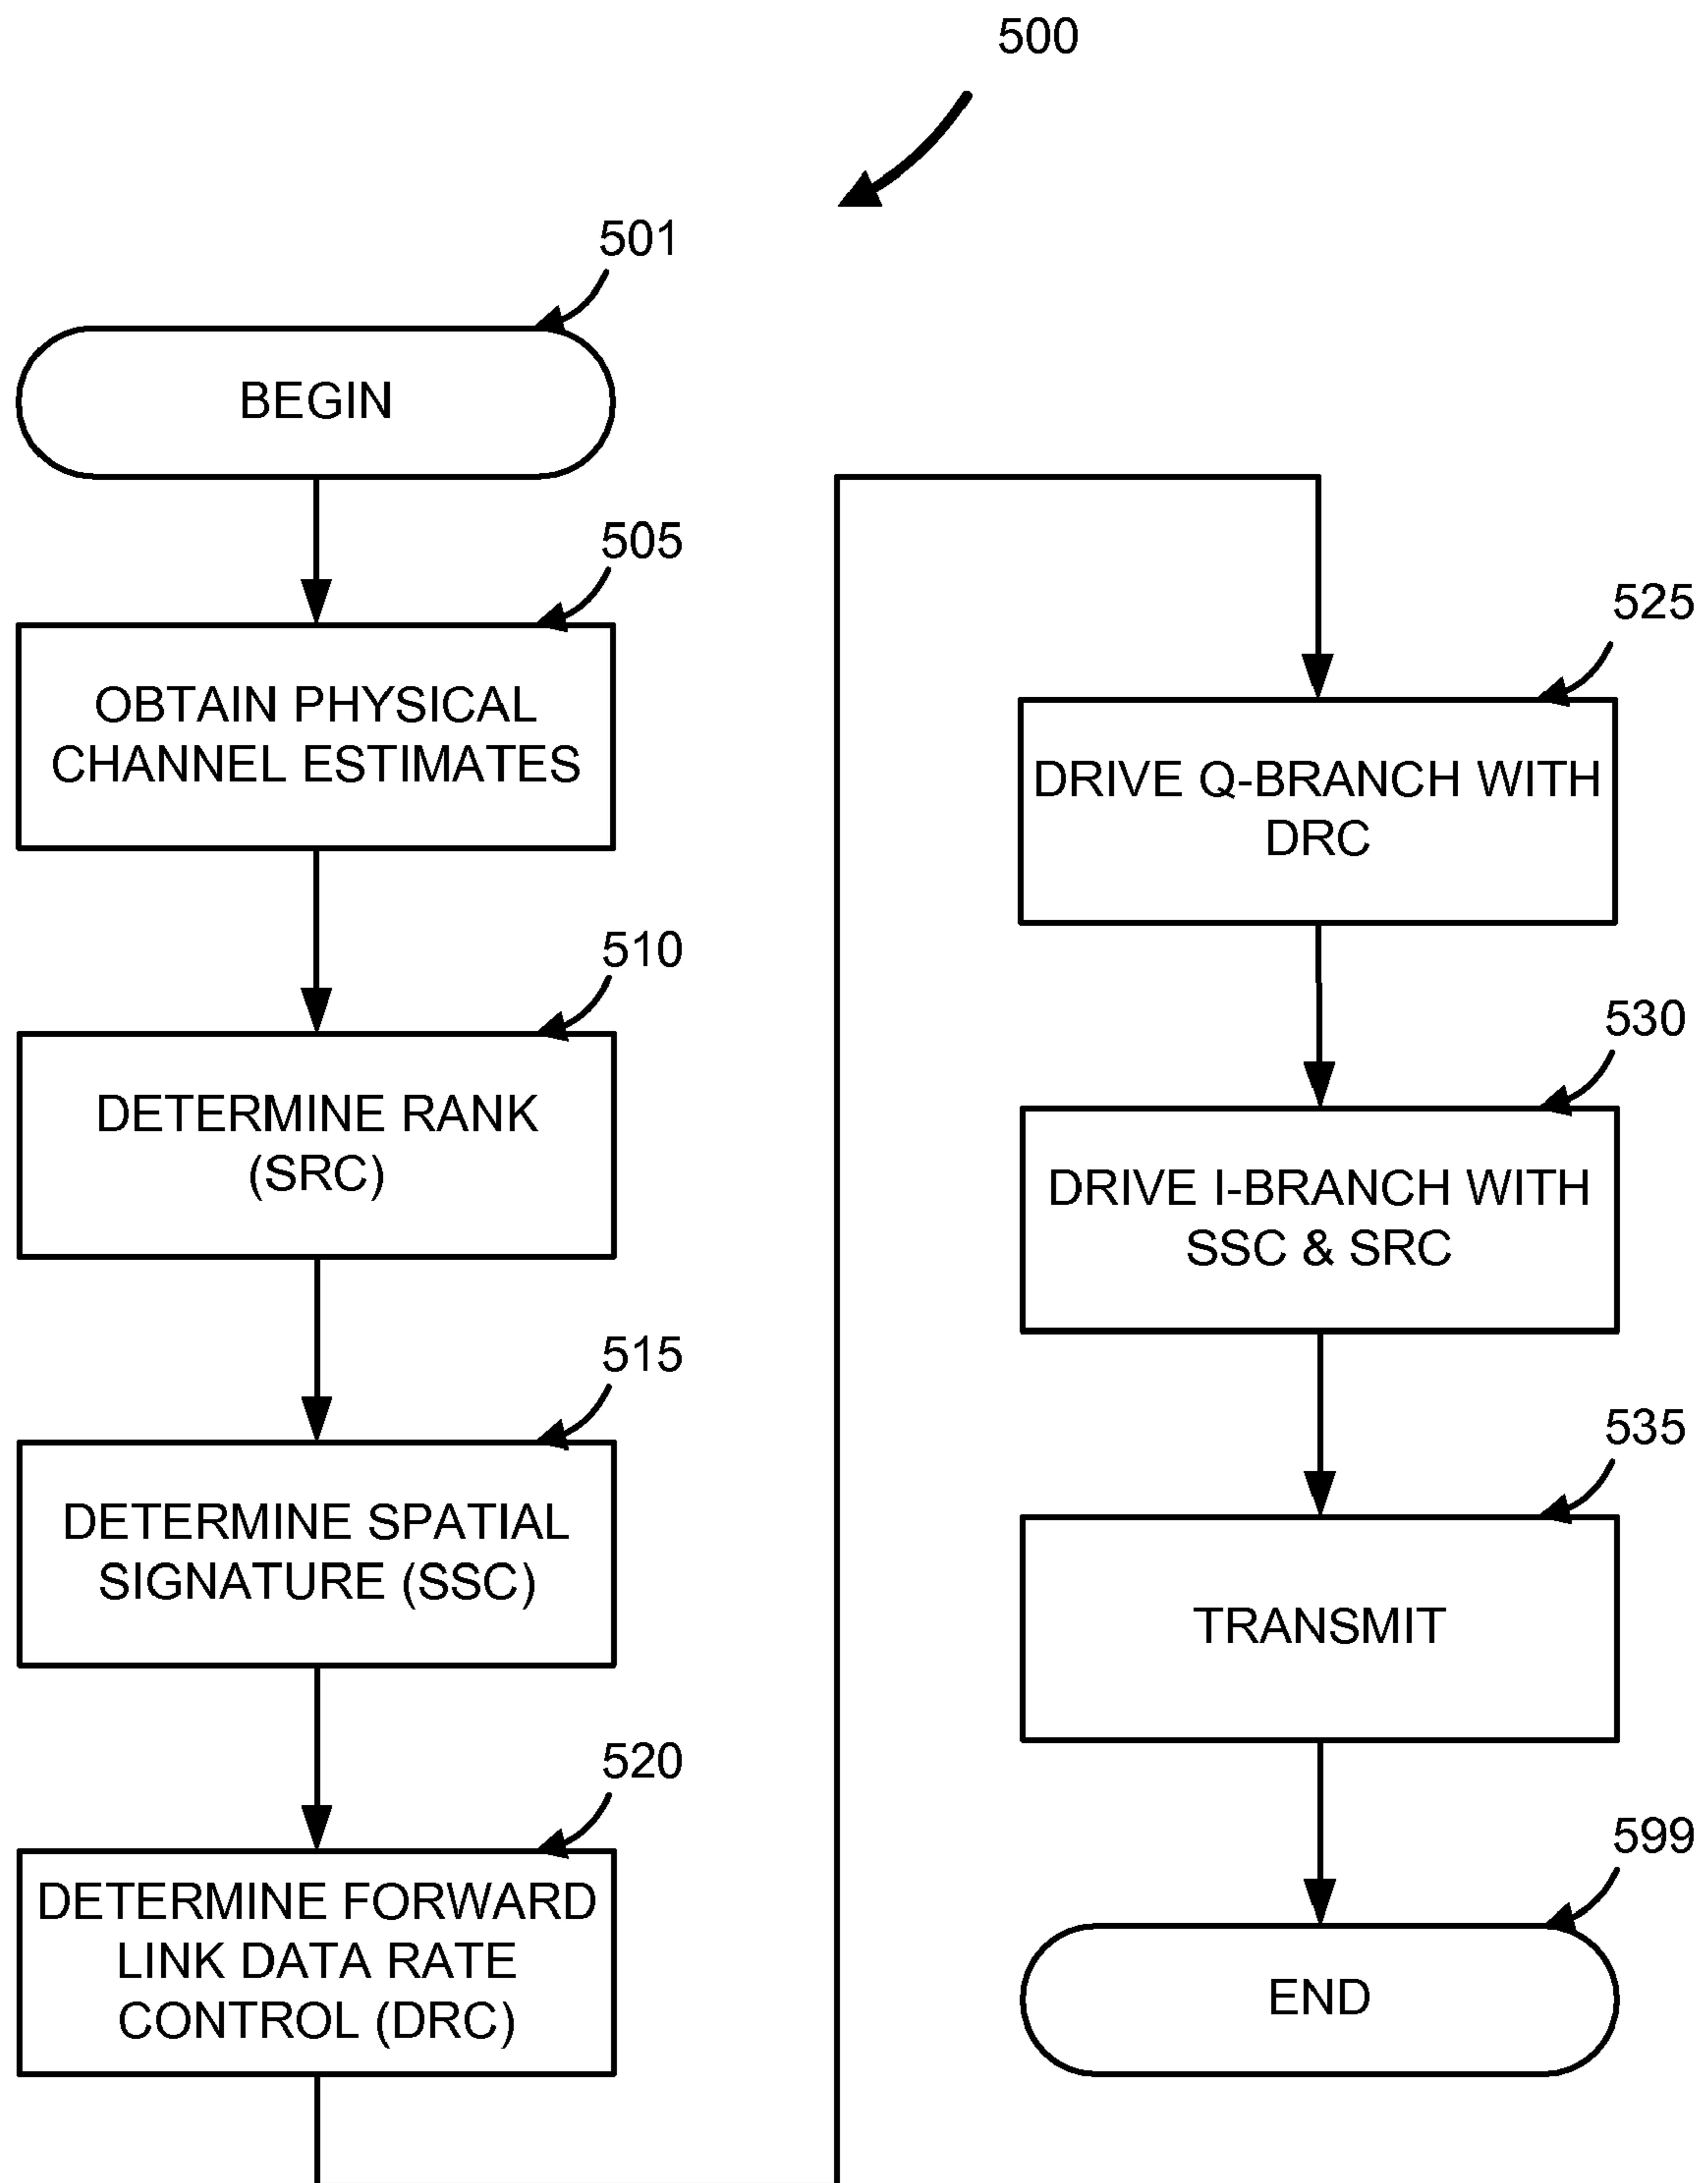 500
501
BEGIN
505
OBTAIN PHYSICAL
CHANNEL ESTIMATES
510
DETERMINE RANK
(SRC)
515
DETERMINE SPATIAL
SIGNATURE (SSC)
520
DETERMINE FORWARD
LINK DATA RATE
CONTROL (DRC)
525
DRIVE Q-BRANCH WITH
DRC
530
DRIVE I-BRANCH WITH
SSC & SRC
535
TRANSMIT
599
END